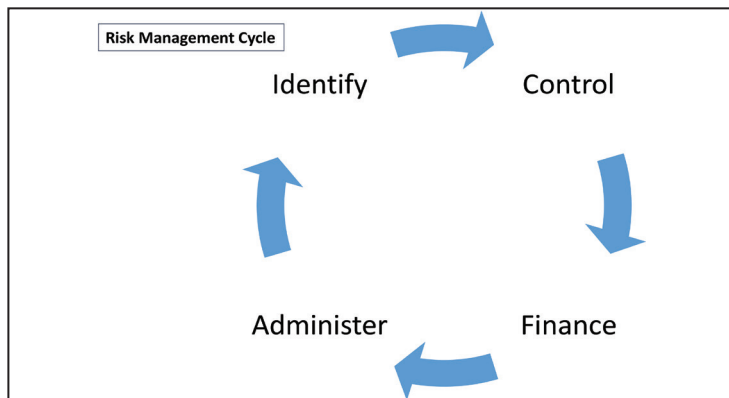 Risk Management Cycle
Identify
Control
Administer
Finance